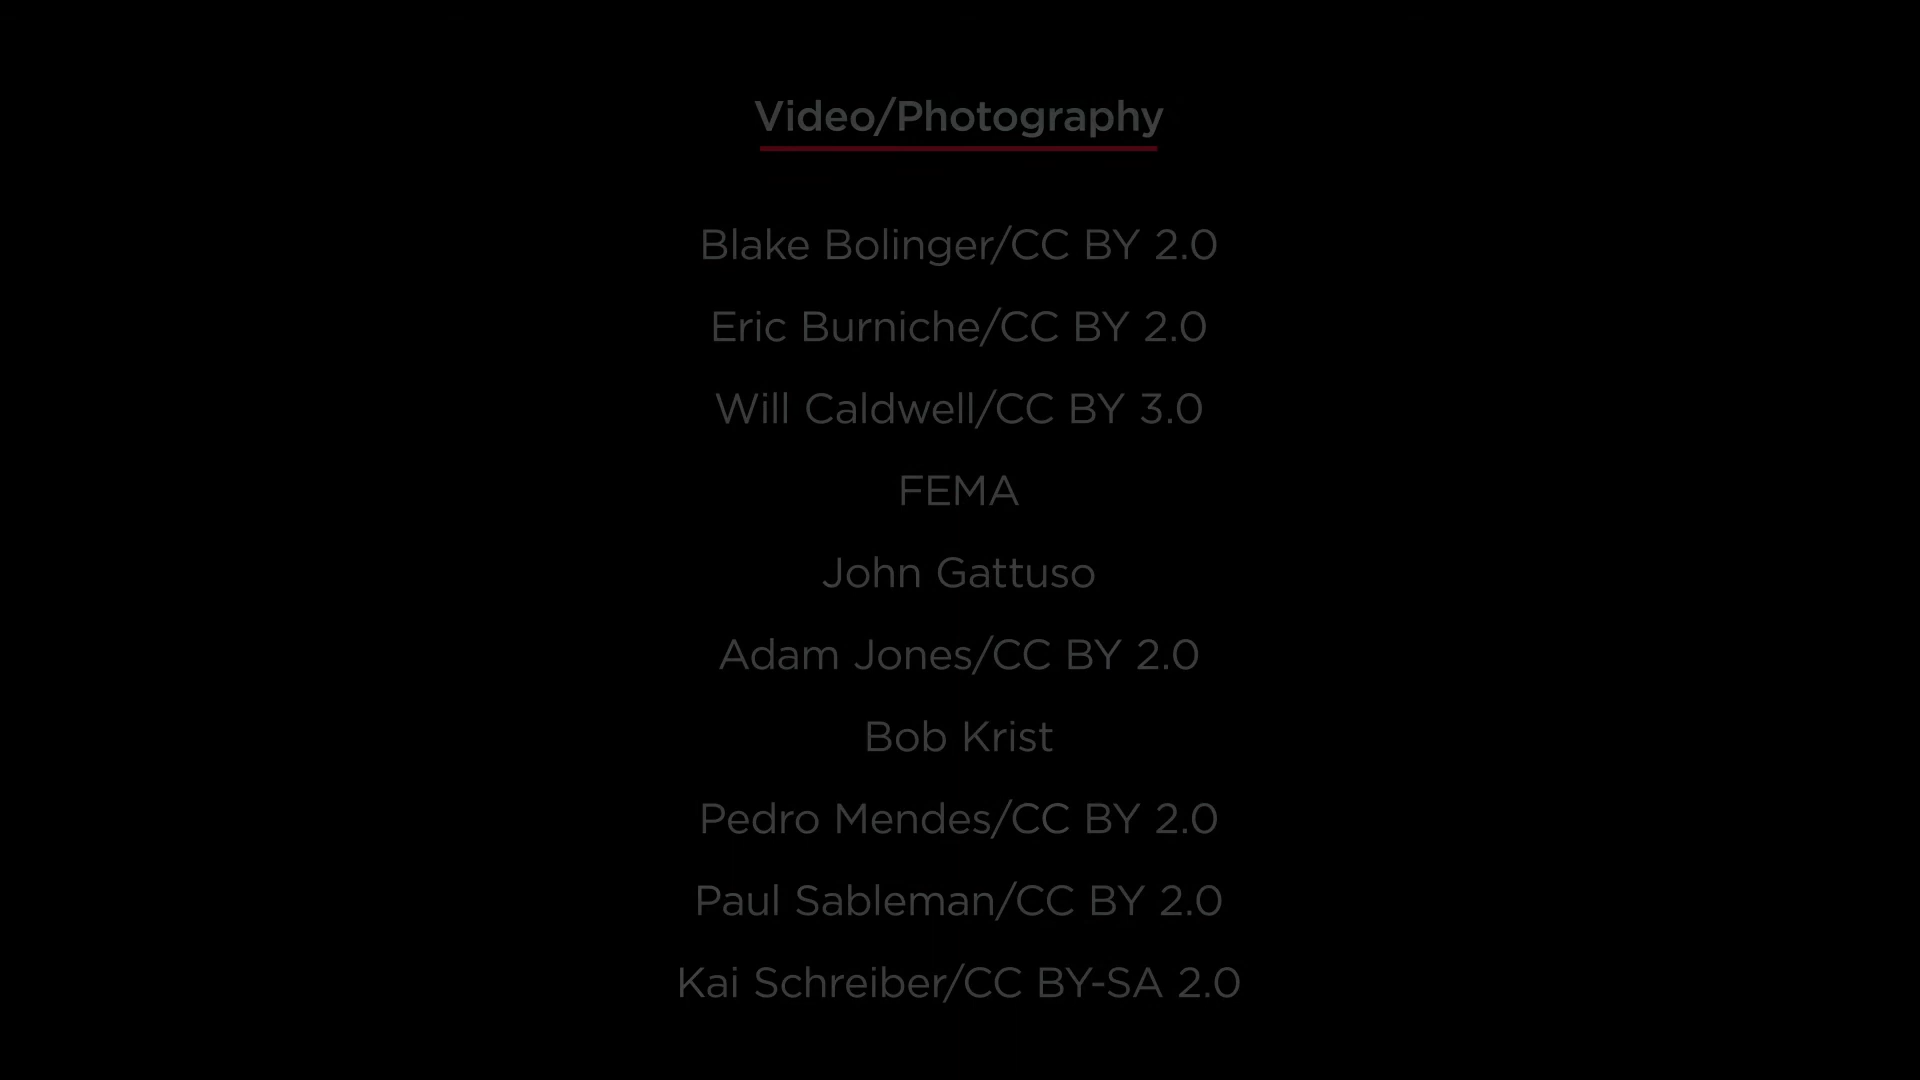 Video/Photography
Blake Bolinger/CC BY 2.0
Eric Burniche/CC BY 2.0
Will Caldwell/CC BY 3.0
FEMA
John Gattuso
Adam Jones/CC BY 2.0
Bob Krist
Pedro Mendes/CC BY 2.0
Paul Sableman/CC BY 2.0
Kai Schreiber/CC BY-SA 2.0